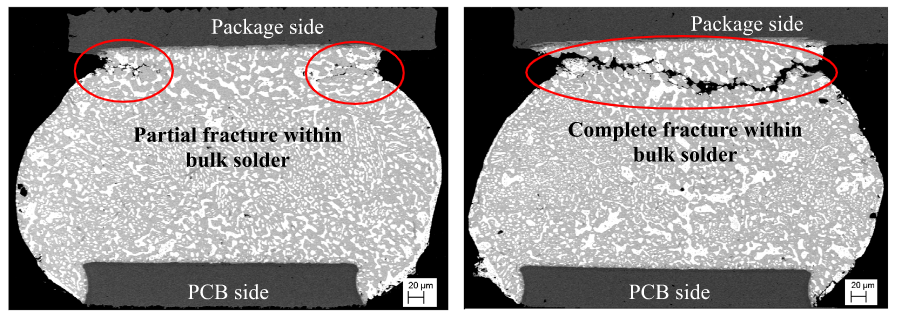 Package side
Partial fracture within
bulk solder
PCB side
20 µm
Package side
Complete fracture within
bulk solder
PCB side
20 µm